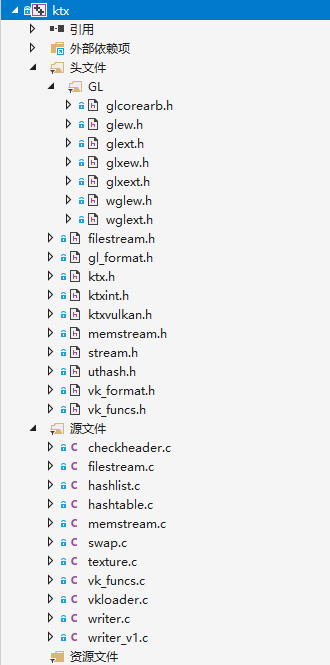 ktx
引用
外部依赖项
头文件
GL
glcorearb.h
glew.h
glext.h
glxew.h
glxext.h
wglew.h
wglext.h
filestream.h
gl_format.h
ktx.h
ktxint.h
ktxvulkan.h
memstream.h
stream.h
uthash.h
vk_format.h
vk_funcs.h
源文件
checkheader.c
filestream.c
hashlist.c
hashtable.c
memstream.c
swap.c
texture.c
vk_funcs.c
vkloader.c
writer.c
writer_v1.c
资源文件